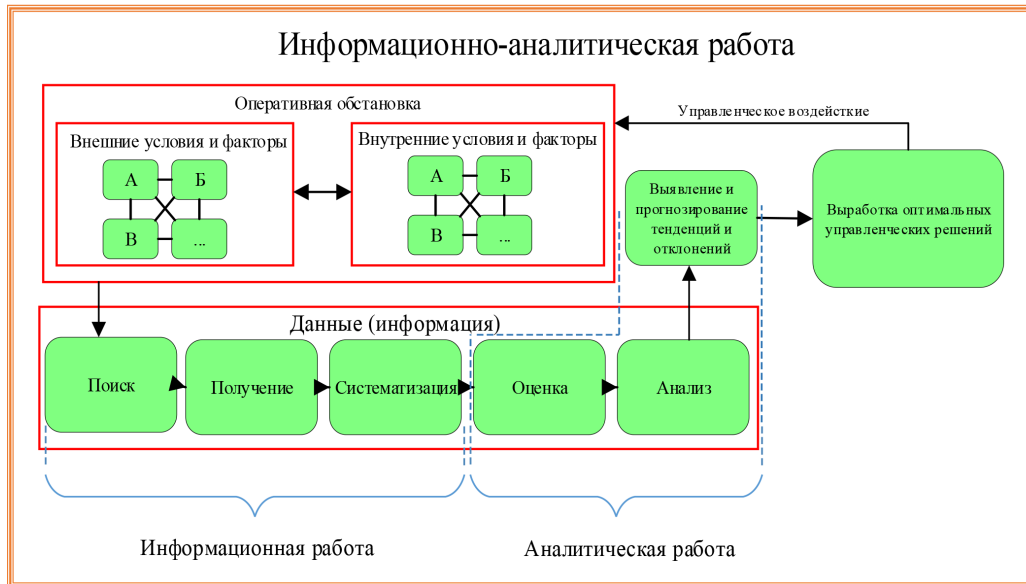 Информационно-аналитическая работа
Оперативная обстановка
Управленческое воздейсткие
Внешние условия и факторы
Внутренние условия и факторы
А
Б
В
...
А
Б
В
...
Выявление и
прогнозирование
тенденций и
отклонений
Выработка оптимальных
управленческих решений
Данные (информация)
Поиск
Получение
Систематизация
Оценка
Анализ
Информационная работа
Аналитическая работа